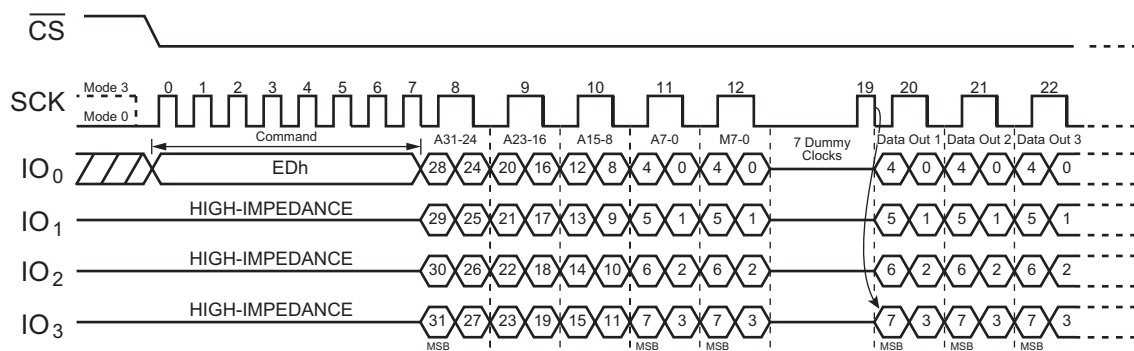 CS
SCK
Mode 3
Mode 0
0 1 2 3 4 5 6 7 8 9 10 11 12 19 20 21 22
Command
A31-24 A23-16 A15-8 A7-0 M7-0
7 Dummy
Clocks
Data Out 1 Data Out 2 Data Out 3
IO0
EDh
28 24 20 16 12 8 4 0 4 0 4 0 4 0 4 0
IO1
HIGH-IMPEDANCE
29 25 21 17 13 9 5 1 5 1 5 1 5 1 5 1
IO2
HIGH-IMPEDANCE
30 26 22 18 14 10 6 2 6 2 6 2 6 2 6 2
IO3
HIGH-IMPEDANCE
31 27 23 19 15 11 7 3 7 3 7 3 7 3 7 3
MSB MSB MSB MSB MSB MSB